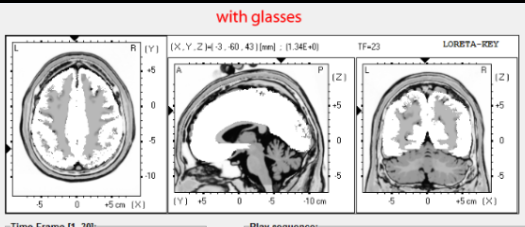 with glasses
L R (Y) (X, Y, Z)=( -3, -60, 43) [mm] ; (1.34E+0) TF=23 LORETA-KEY
A P (Z) L R (Z)
+5 +5 +5
0 0 0
-5 -5 -5
-10
-5 0 +5 cm (X) (Y) +5 0 -5 -10 cm -5 0 +5 cm (X)
Time Frame [1, 20]: Play sequence: